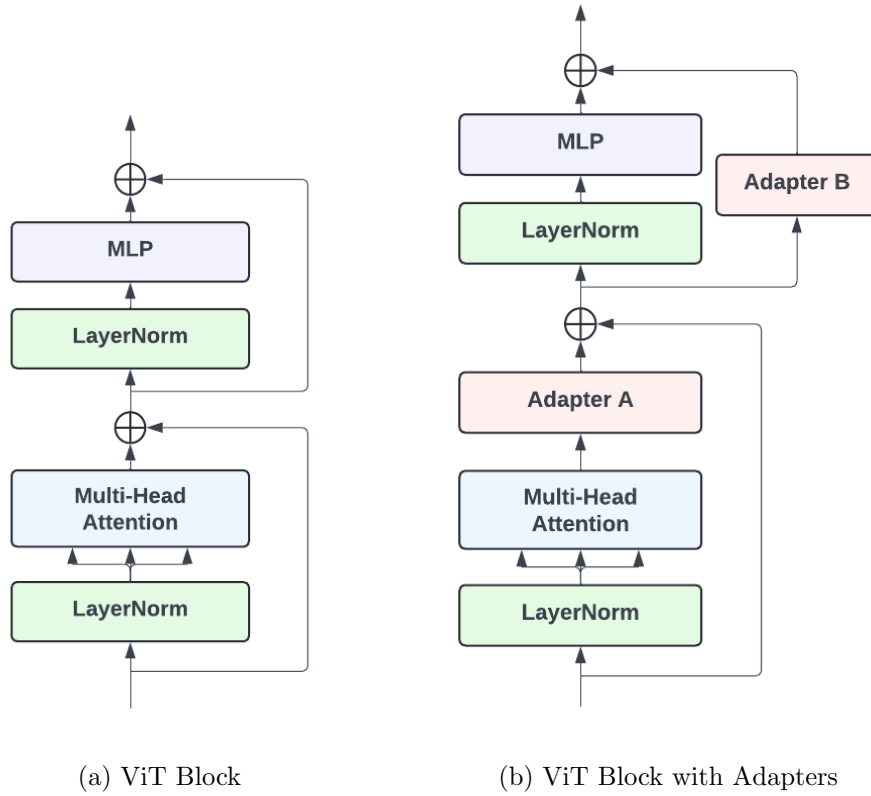 MLP
LayerNorm
Multi-Head
Attention
LayerNorm
(a) ViT Block
MLP
Adapter B
LayerNorm
Adapter A
Multi-Head
Attention
LayerNorm
(b) ViT Block with Adapters